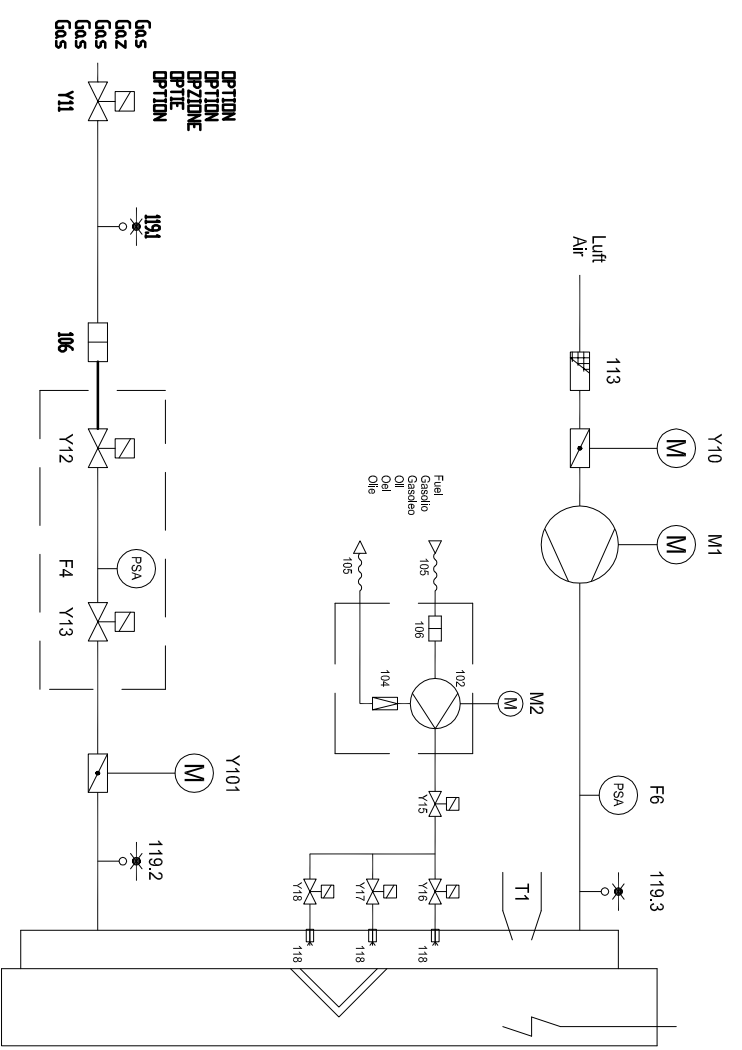 Y10
M1
F6
119.3
M
M
PSA
113
Luft
Air
T1
M2
M
102
Fuel
Gasolio
Gasoleo
Oil
Oel
Olje
105
106
104
105
Y15
Y16
118
Y17
118
Y18
118
OPTION
OPTION
OPZIONE
OPTIE
OPTION
Y101
M
119.1
119.2
PSA
Gas
Gaz
Gas
Gas
Gas
Y11
106
Y12
F4
Y13